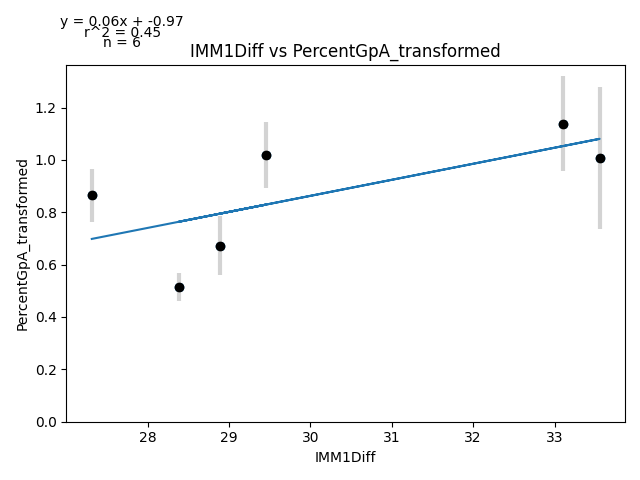 y = 0.06x + -0.97
r^2 = 0.45
n = 6
IMM1Diff vs PercentGpA_transformed
PercentGpA_transformed
1.2
1.0
0.8
0.6
0.4
0.2
0.0
28 29 30 31 32 33
IMM1Diff